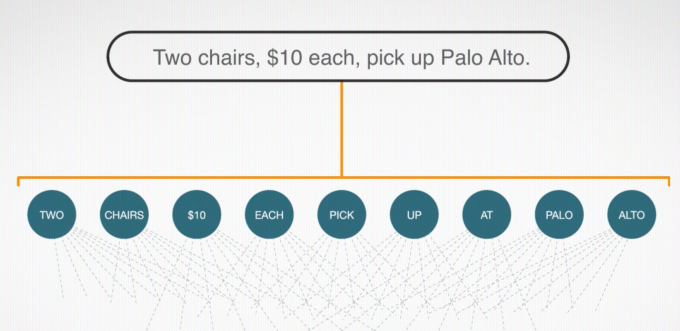 Two chairs, $10 each, pick up Palo Alto.
TWO CHAIRS $10 EACH PICK UP AT PALO ALTO